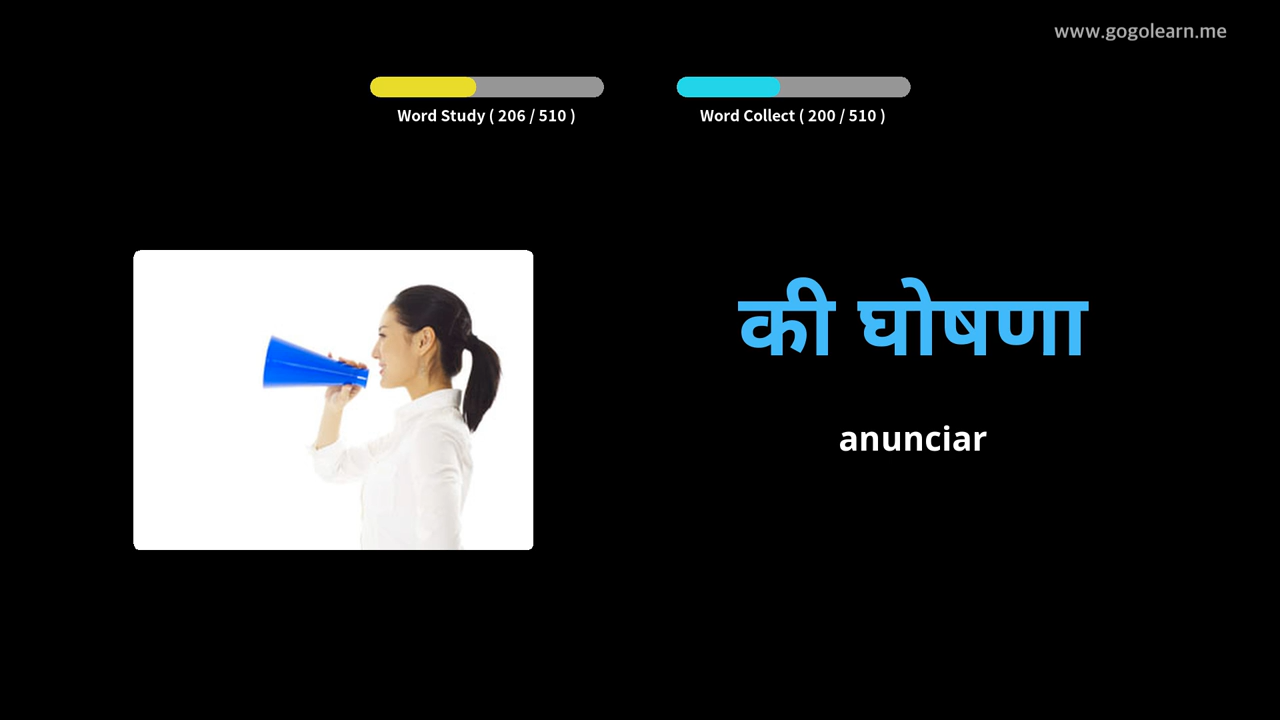 www.gogolearn.me
Word Study ( 206 / 510 )
Word Collect ( 200 / 510 )
की घोषणा
anunciar